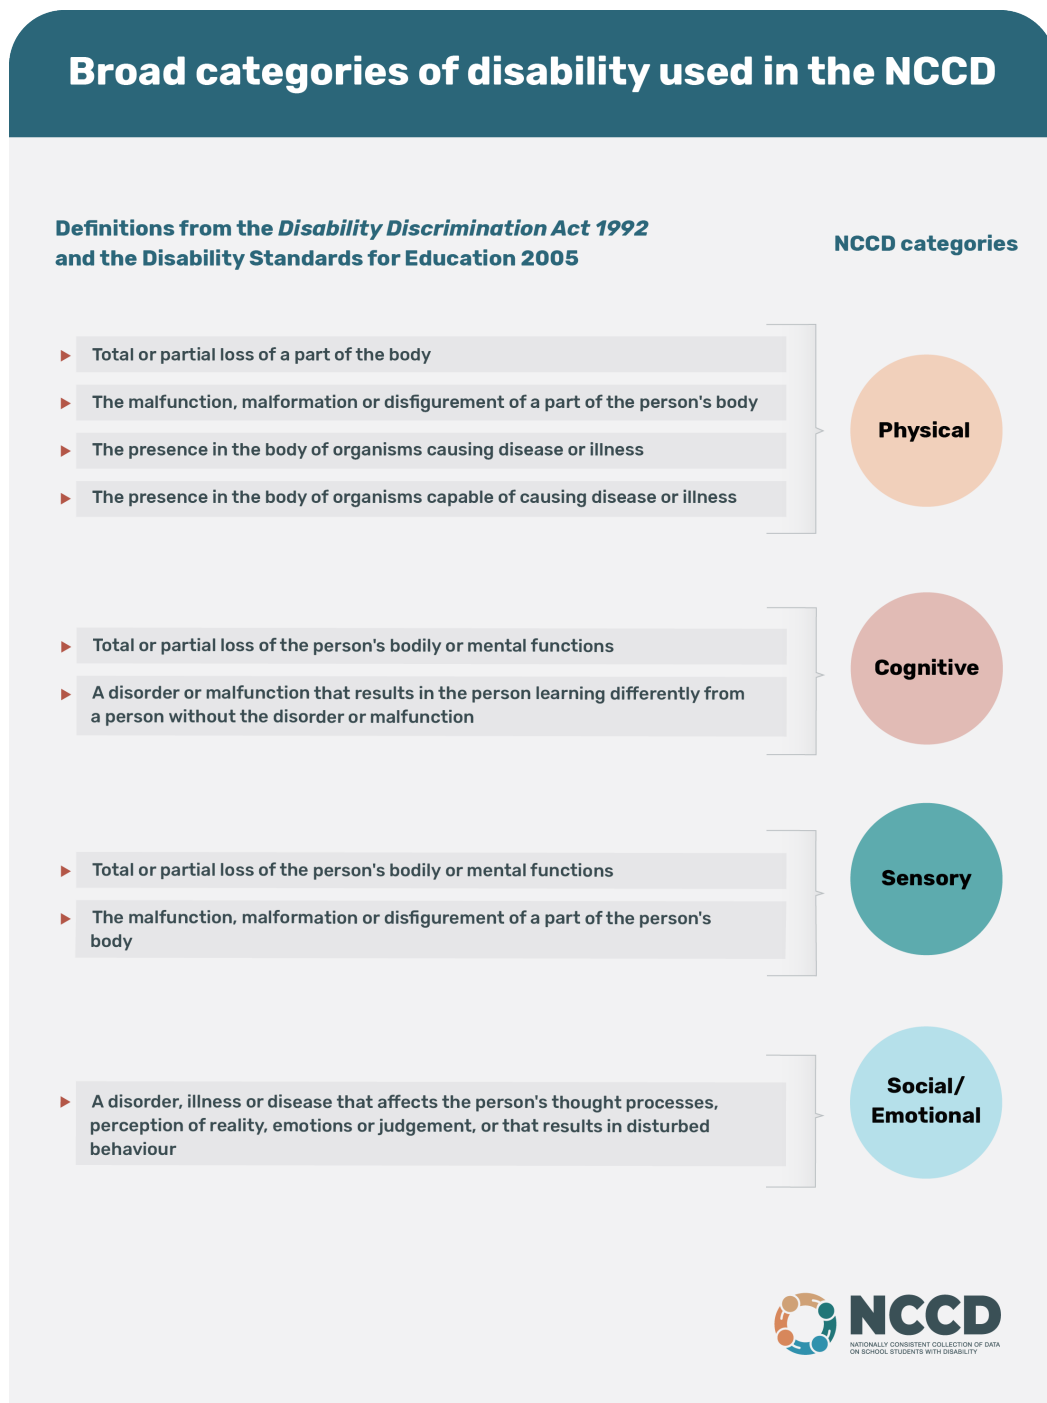 Broad categories of disability used in the NCCD
Definitions from the Disability Discrimination Act 1992
and the Disability Standards for Education 2005
NCCD categories
Total or partial loss of a part of the body
The malfunction, malformation or disfigurement of a part of the person's body
The presence in the body of organisms causing disease or illness
The presence in the body of organisms capable of causing disease or illness
Physical
Total or partial loss of the person's bodily or mental functions
A disorder or malfunction that results in the person learning differently from
a person without the disorder or malfunction
Cognitive
Total or partial loss of the person's bodily or mental functions
The malfunction, malformation or disfigurement of a part of the person's
body
Sensory
A disorder, illness or disease that affects the person's thought processes,
perception of reality, emotions or judgement, or that results in disturbed
behaviour
Social/
Emotional
NCCD
NATIONALLY CONSISTENT COLLECTION OF DATA
ON SCHOOL STUDENTS WITH DISABILITY